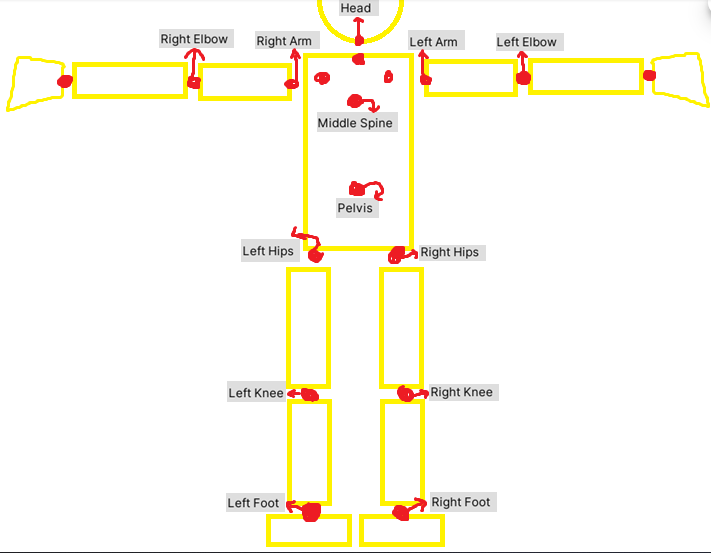 Head
Right Elbow
Right Arm
Left Arm
Left Elbow
Middle Spine
Pelvis
Left Hips
Right Hips
Left Knee
Right Knee
Left Foot
Right Foot